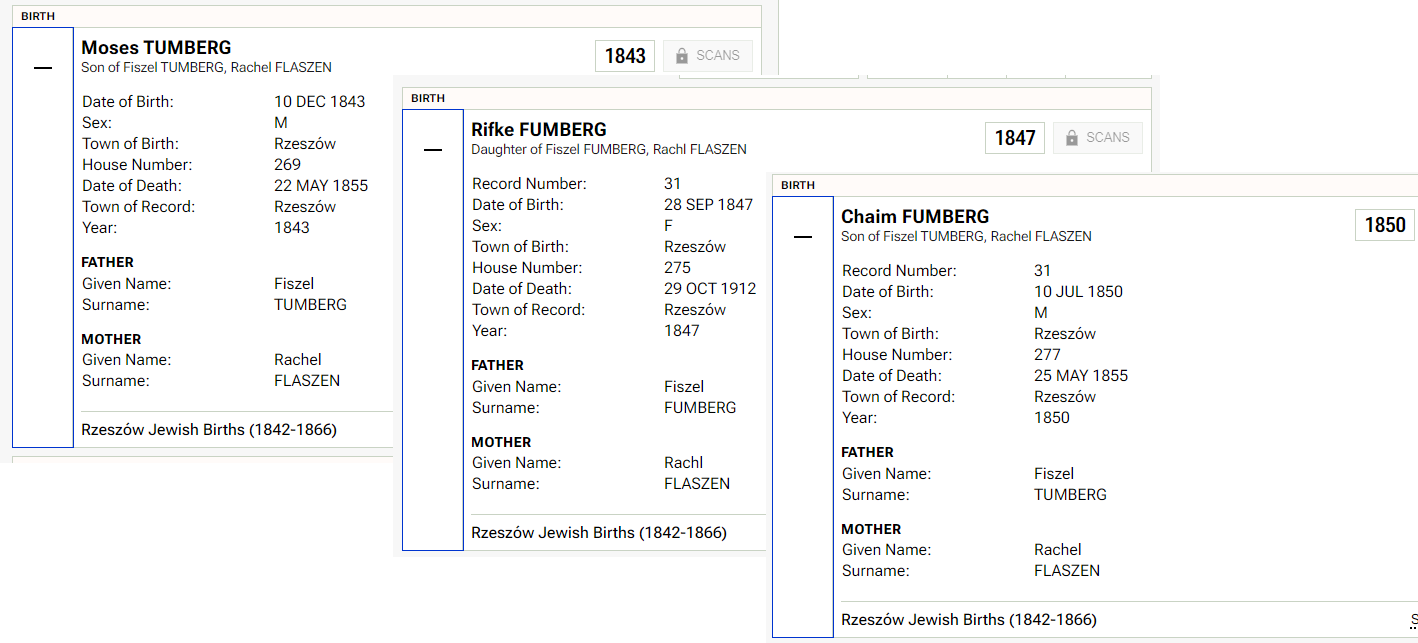 BIRTH
Moses TUMBERG
Son of Fiszel TUMBERG, Rachel FLASZEN
1843
SCANS
Date of Birth: 10 DEC 1843
Sex: M
Town of Birth: Rzeszów
House Number: 269
Date of Death: 22 MAY 1855
Town of Record: Rzeszów
Year: 1843
FATHER
Given Name: Fiszel
Surname: TUMBERG
MOTHER
Given Name: Rachel
Surname: FLASZEN
Rzeszów Jewish Births (1842-1866)
BIRTH
Rifke FUMBERG
Daughter of Fiszel FUMBERG, Rachl FLASZEN
1847
SCANS
Record Number: 31
Date of Birth: 28 SEP 1847
Sex: F
Town of Birth: Rzeszów
House Number: 275
Date of Death: 29 OCT 1912
Town of Record: Rzeszów
Year: 1847
FATHER
Given Name: Fiszel
Surname: FUMBERG
MOTHER
Given Name: Rachl
Surname: FLASZEN
Rzeszów Jewish Births (1842-1866)
BIRTH
Chaim FUMBERG
Son of Fiszel TUMBERG, Rachel FLASZEN
1850
Record Number: 31
Date of Birth: 10 JUL 1850
Sex: M
Town of Birth: Rzeszów
House Number: 277
Date of Death: 25 MAY 1855
Town of Record: Rzeszów
Year: 1850
FATHER
Given Name: Fiszel
Surname: TUMBERG
MOTHER
Given Name: Rachel
Surname: FLASZEN
Rzeszów Jewish Births (1842-1866)